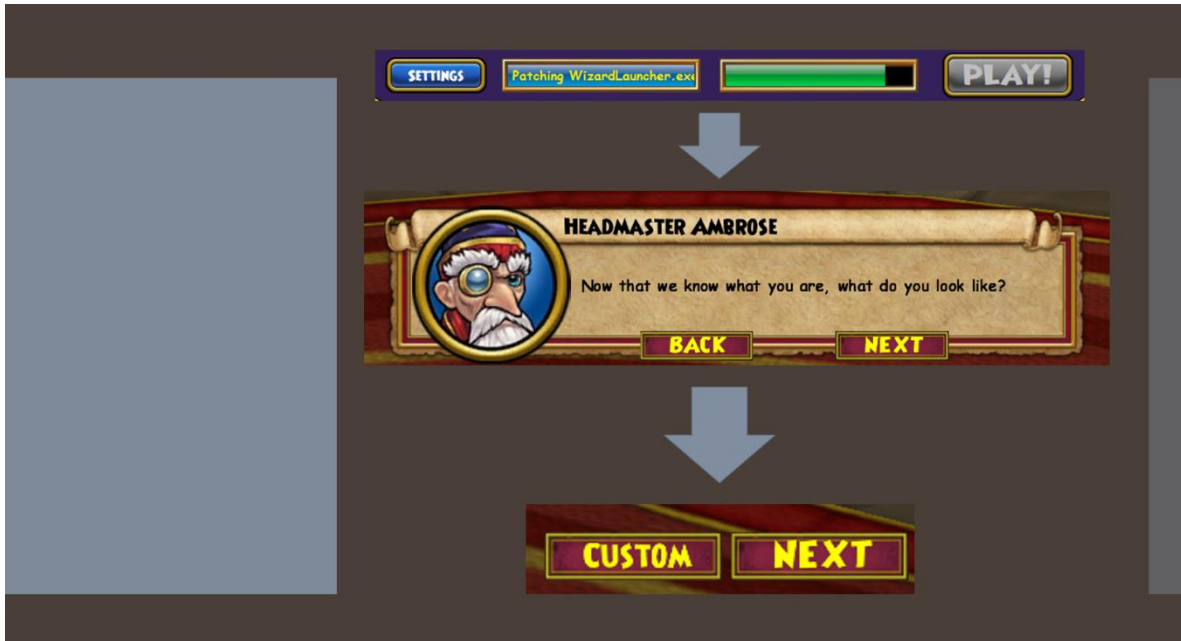 SETTINGS Patching WizardLauncher.exe PLAY!
HEADMASTER AMBROSE
Now that we know what you are, what do you look like?
BACK NEXT
CUSTOM NEXT